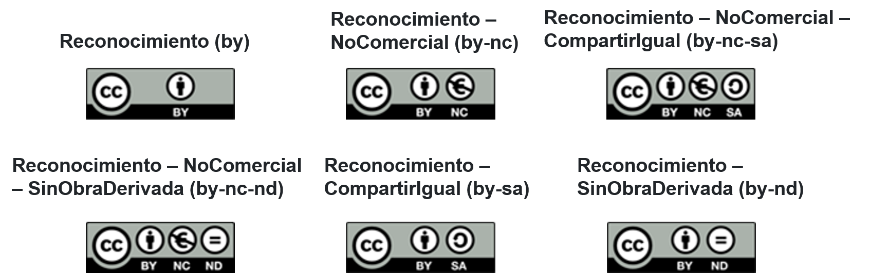 Reconocimiento (by)
cc
BY
Reconocimiento –
NoComercial (by-nc)
cc €
BY NC
Reconocimiento – NoComercial –
CompartirIgual (by-nc-sa)
cc €
BY NC SA
Reconocimiento – NoComercial
– SinObraDerivada (by-nc-nd)
cc € =
BY NC ND
Reconocimiento –
CompartirIgual (by-sa)
cc
BY SA
Reconocimiento –
SinObraDerivada (by-nd)
cc =
BY ND